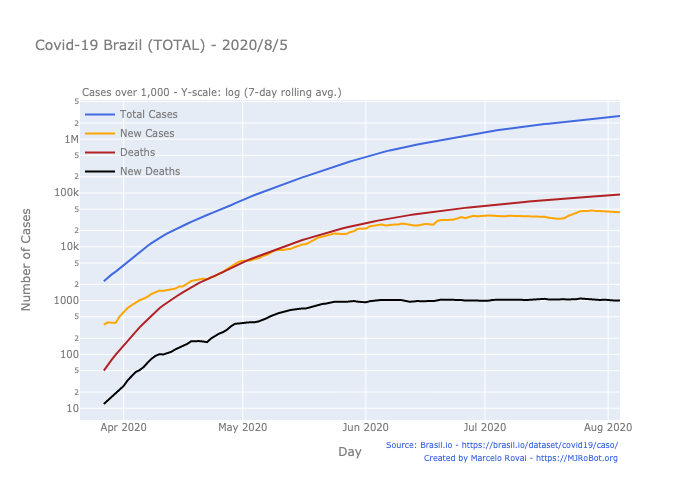 Covid-19 Brazil (TOTAL) - 2020/8/5
Cases over 1,000 - Y-scale: log (7-day rolling avg.)
Total Cases
New Cases
Deaths
New Deaths
Number of Cases
5
2
1M
5
2
100k
5
2
10k
5
2
1000
5
2
100
5
2
10
Apr 2020
May 2020
Jun 2020
Jul 2020
Aug 2020
Day
Source: Brasil.io - https://brasil.io/dataset/covid19/caso/
Created by Marcelo Rovai - https://MJRoBot.org